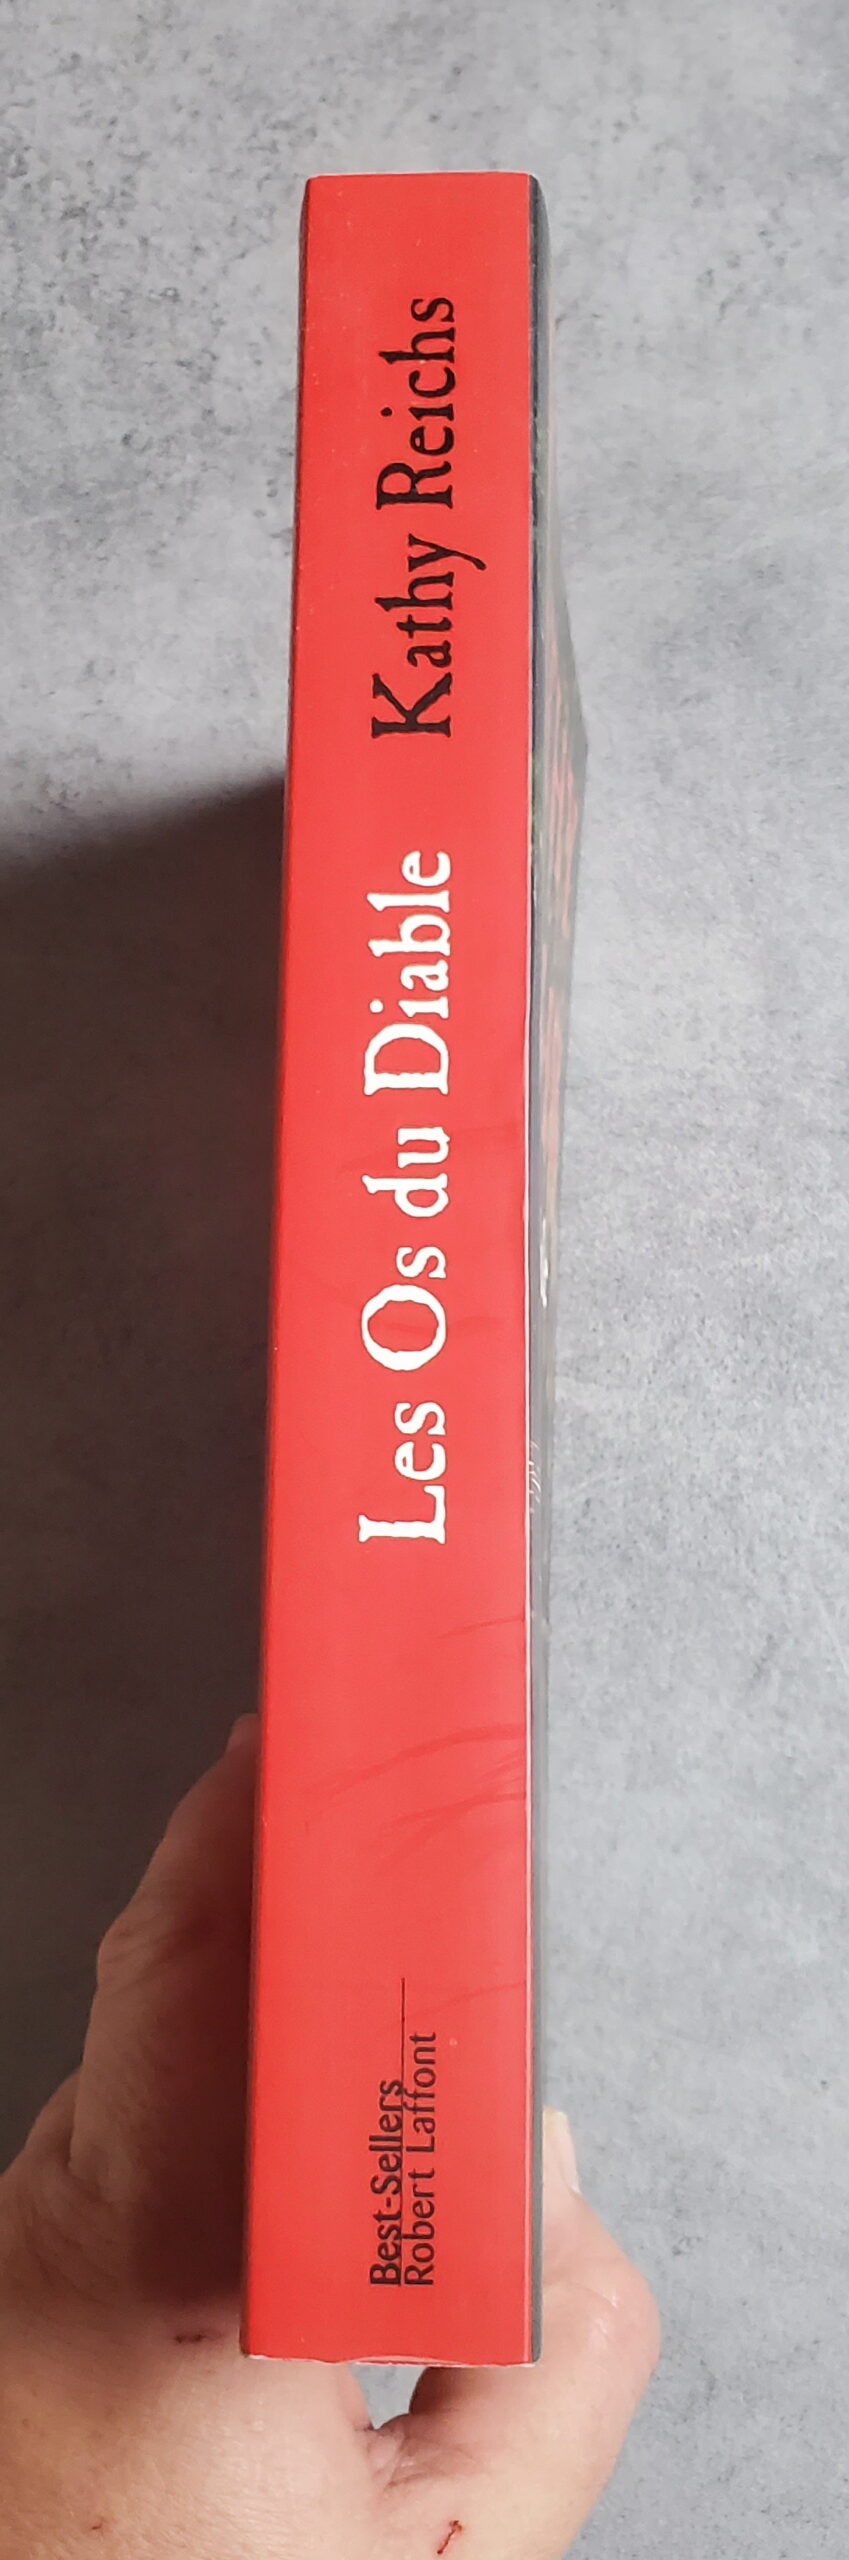 Les Os du Diable Kathy Reichs
Best-Sellers
Robert Laffont